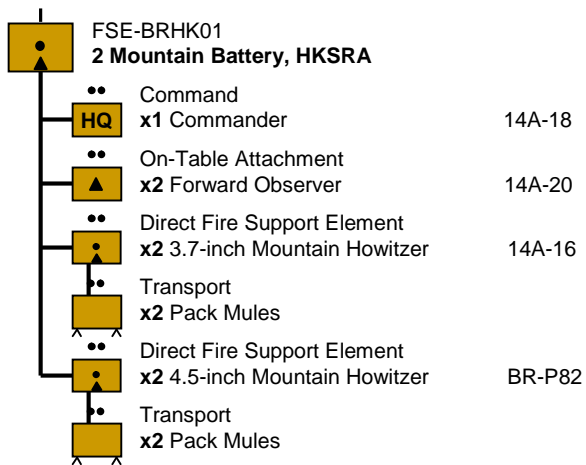 FSE-BRHK01
2 Mountain Battery, HKSRA
Command
HQ x1 Commander 14A-18
On-Table Attachment
x2 Forward Observer 14A-20
Direct Fire Support Element
x2 3.7-inch Mountain Howitzer 14A-16
Transport
x2 Pack Mules
Direct Fire Support Element
x2 4.5-inch Mountain Howitzer BR-P82
Transport
x2 Pack Mules